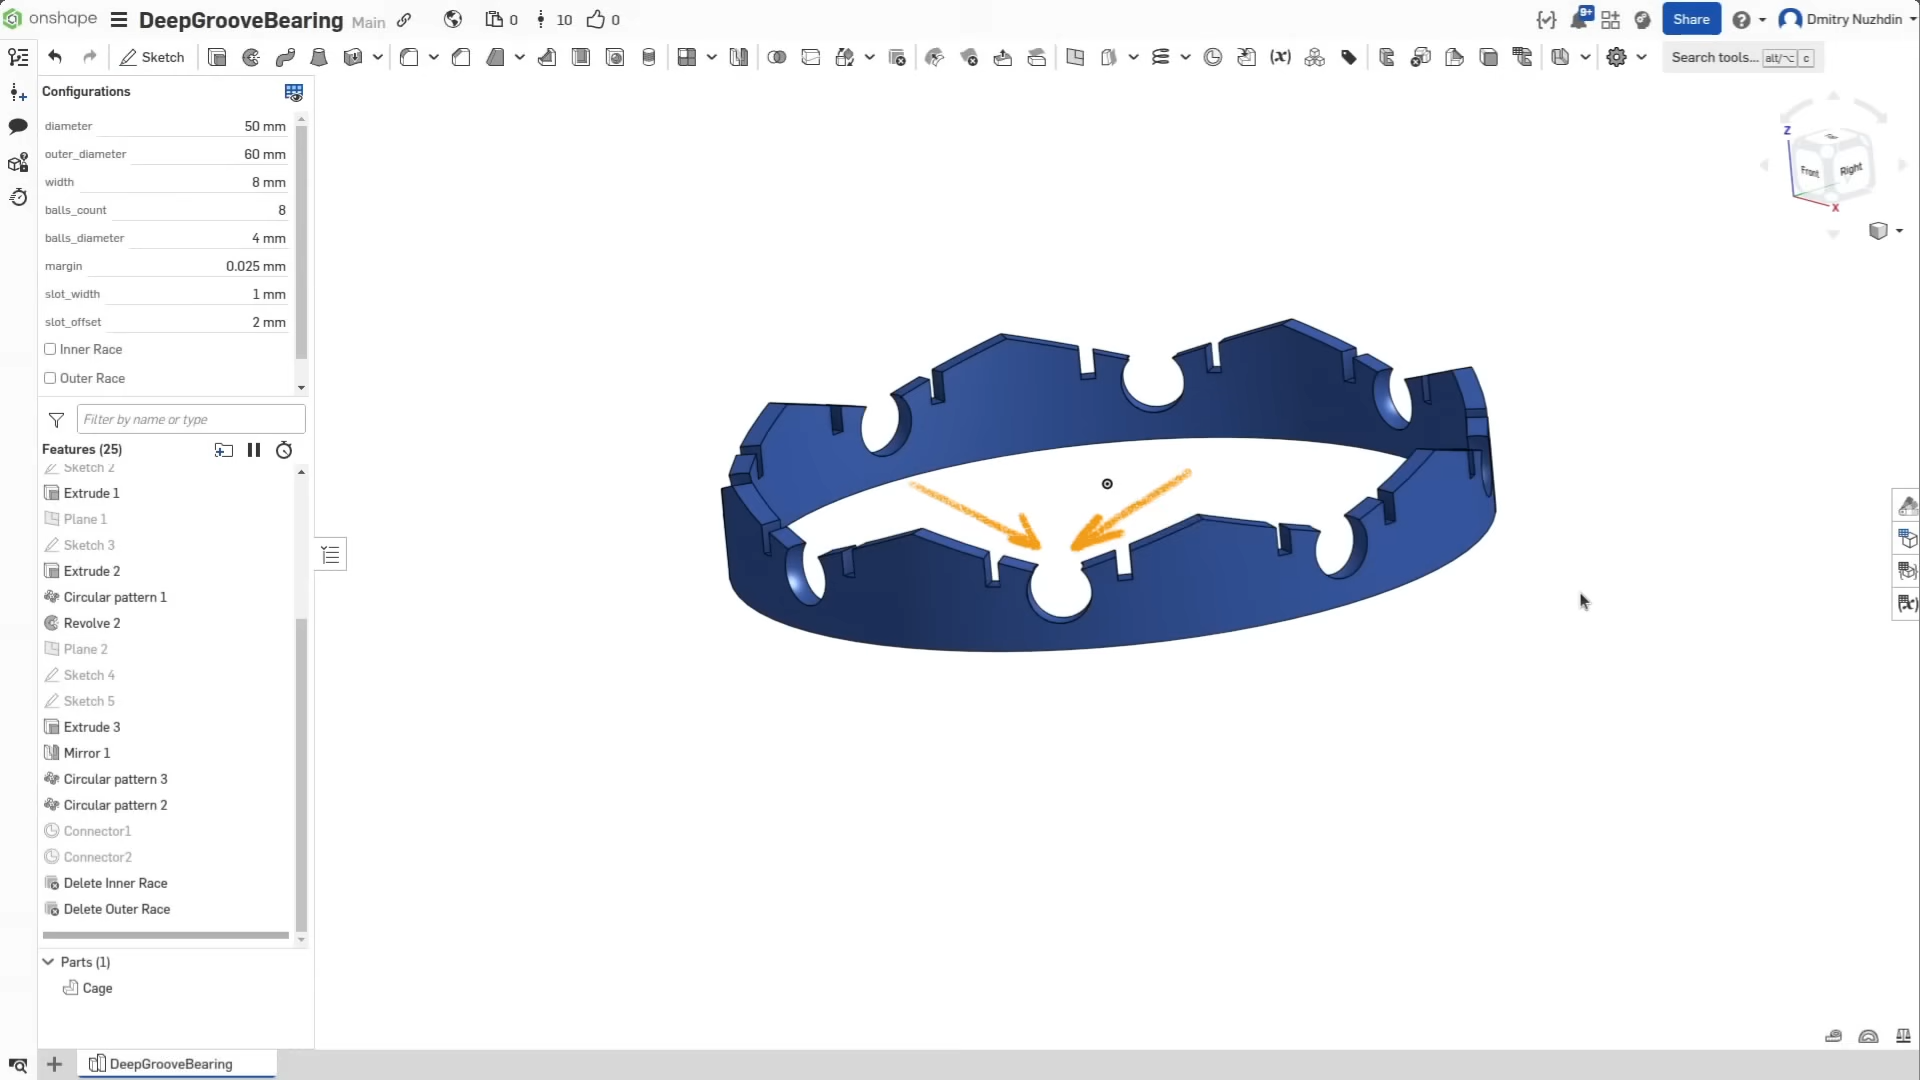 onshape
DeepGrooveBearing Main
0
10
0
9+
Share
Dmitry Nuzhdin
Sketch
Search tools... alt/⌥ c
Configurations
diameter 50 mm
outer_diameter 60 mm
width 8 mm
balls_count 8
balls_diameter 4 mm
margin 0.025 mm
slot_width 1 mm
slot_offset 2 mm
Inner Race
Outer Race
Filter by name or type
Features (25)
Sketch 2
Extrude 1
Plane 1
Sketch 3
Extrude 2
Circular pattern 1
Revolve 2
Plane 2
Sketch 4
Sketch 5
Extrude 3
Mirror 1
Circular pattern 3
Circular pattern 2
Connector1
Connector2
Delete Inner Race
Delete Outer Race
Parts (1)
Cage
DeepGrooveBearing
Z
Front
Right
X